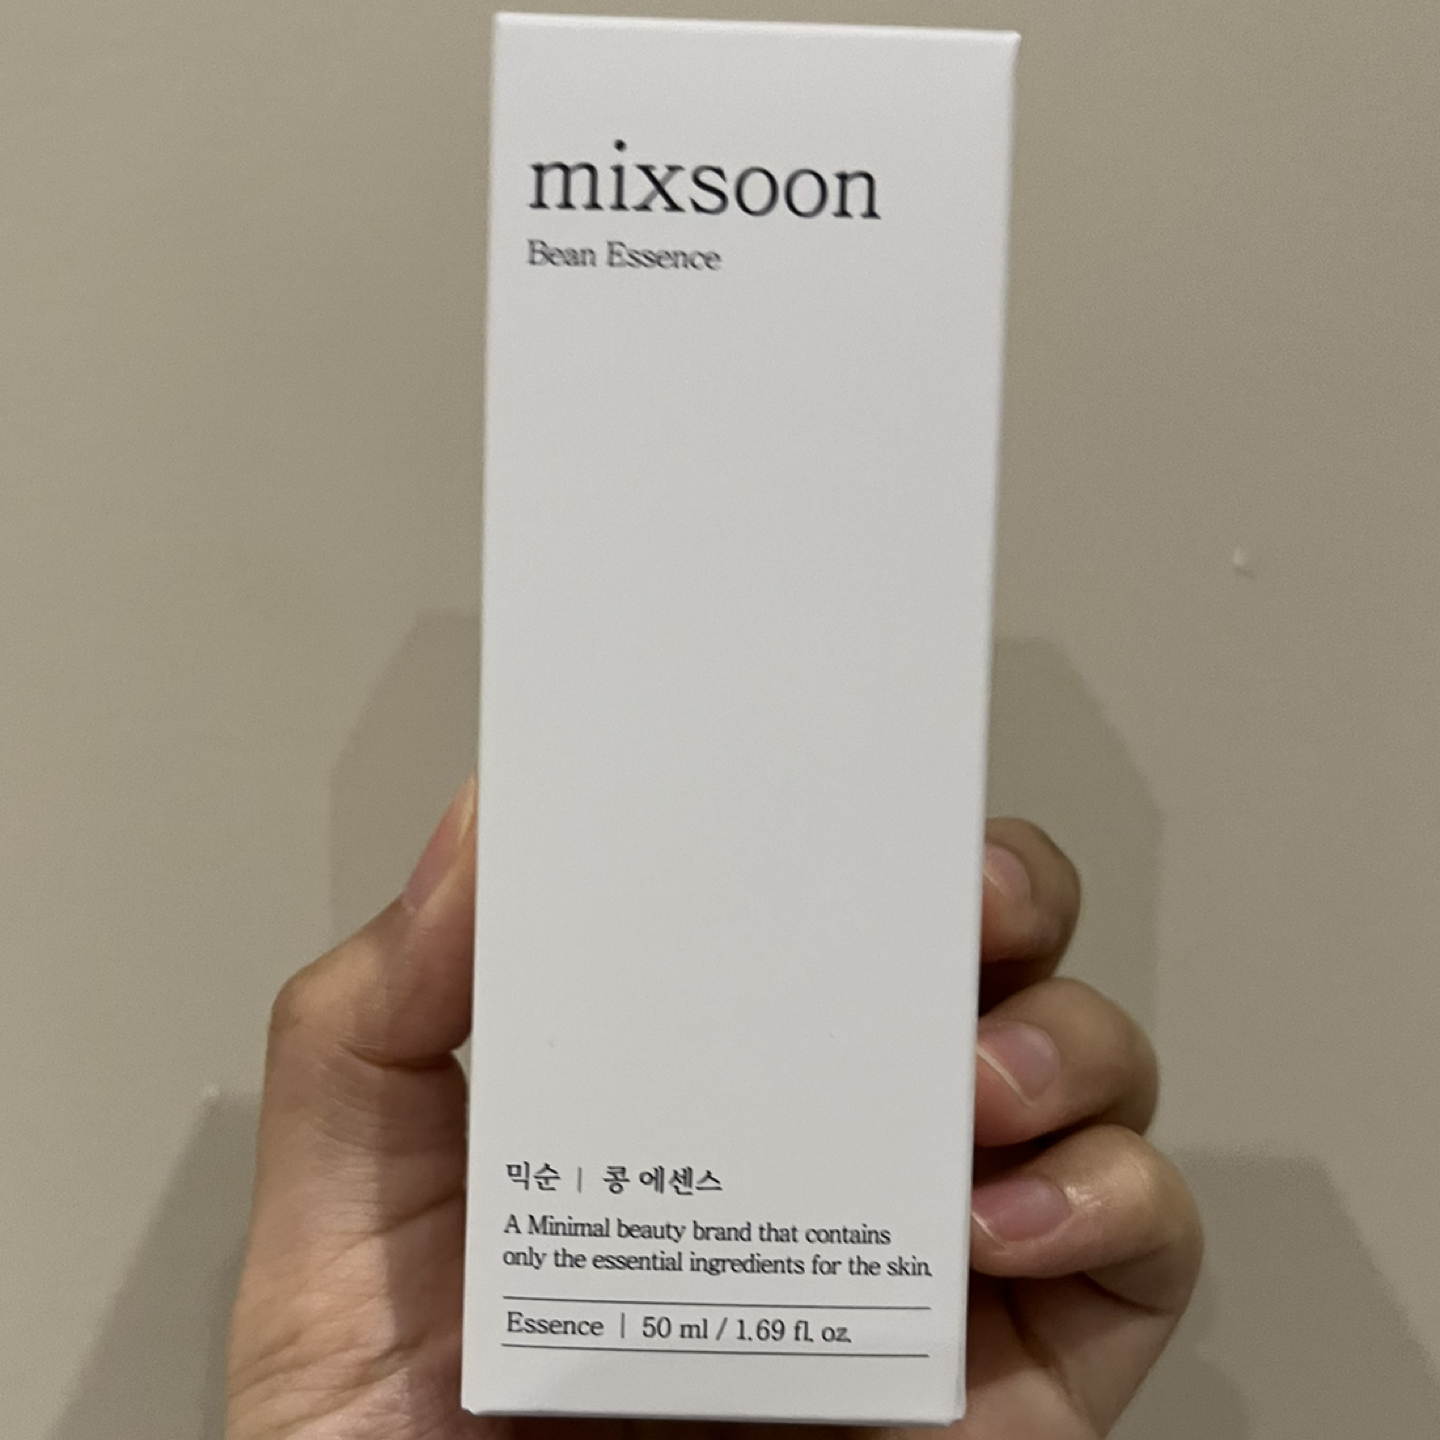 mixsoon
Bean Essence
믹순 | 콩 에센스
A Minimal beauty brand that contains
only the essential ingredients for the skin.
Essence | 50 ml / 1.69 fl. oz.